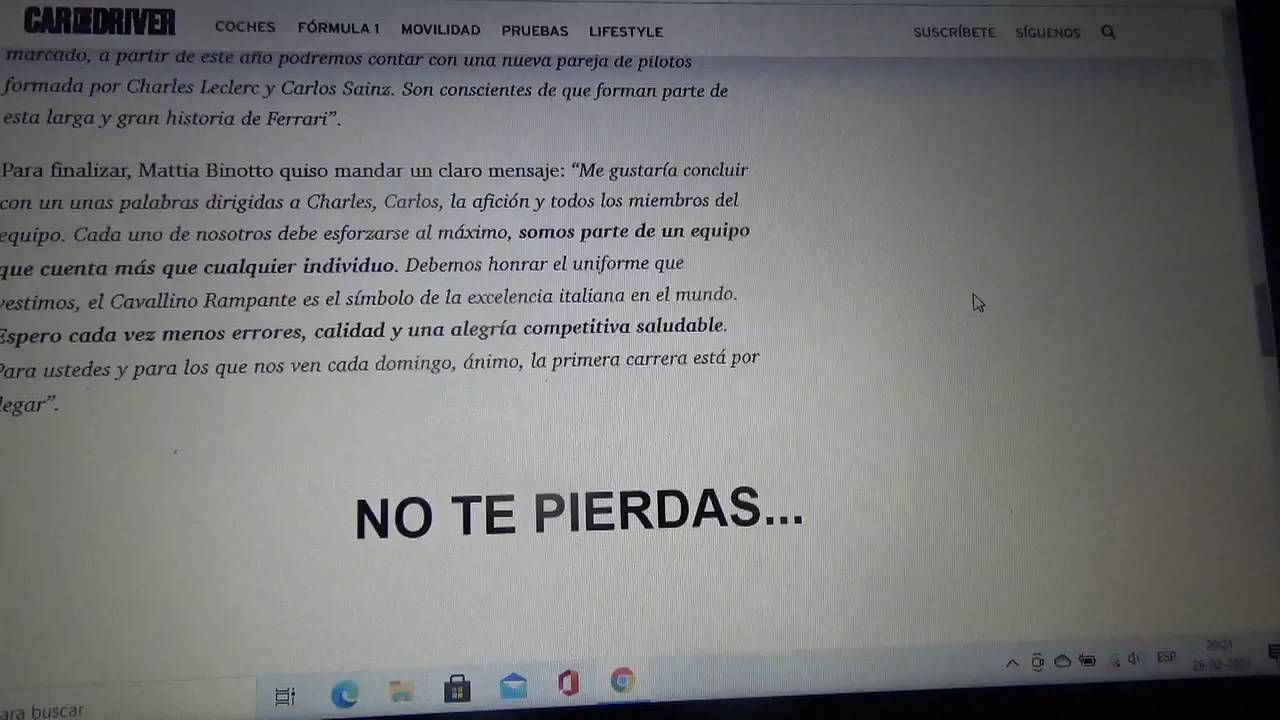 CAR AND DRIVER COCHES FÓRMULA 1 MOVILIDAD PRUEBAS LIFESTYLE SUSCRÍBETE SÍGUENOS
marcado, a partir de este año podremos contar con una nueva pareja de pilotos
formada por Charles Leclerc y Carlos Sainz. Son conscientes de que forman parte de
esta larga y gran historia de Ferrari”.
Para finalizar, Mattia Binotto quiso mandar un claro mensaje: “Me gustaría concluir
con un unas palabras dirigidas a Charles, Carlos, la afición y todos los miembros del
equipo. Cada uno de nosotros debe esforzarse al máximo, somos parte de un equipo
que cuenta más que cualquier individuo. Debemos honrar el uniforme que
vestimos, el Cavallino Rampante es el símbolo de la excelencia italiana en el mundo.
Espero cada vez menos errores, calidad y una alegría competitiva saludable.
Para ustedes y para los que nos ven cada domingo, ánimo, la primera carrera está por
legar”.
NO TE PIERDAS...
ESP
ara buscar